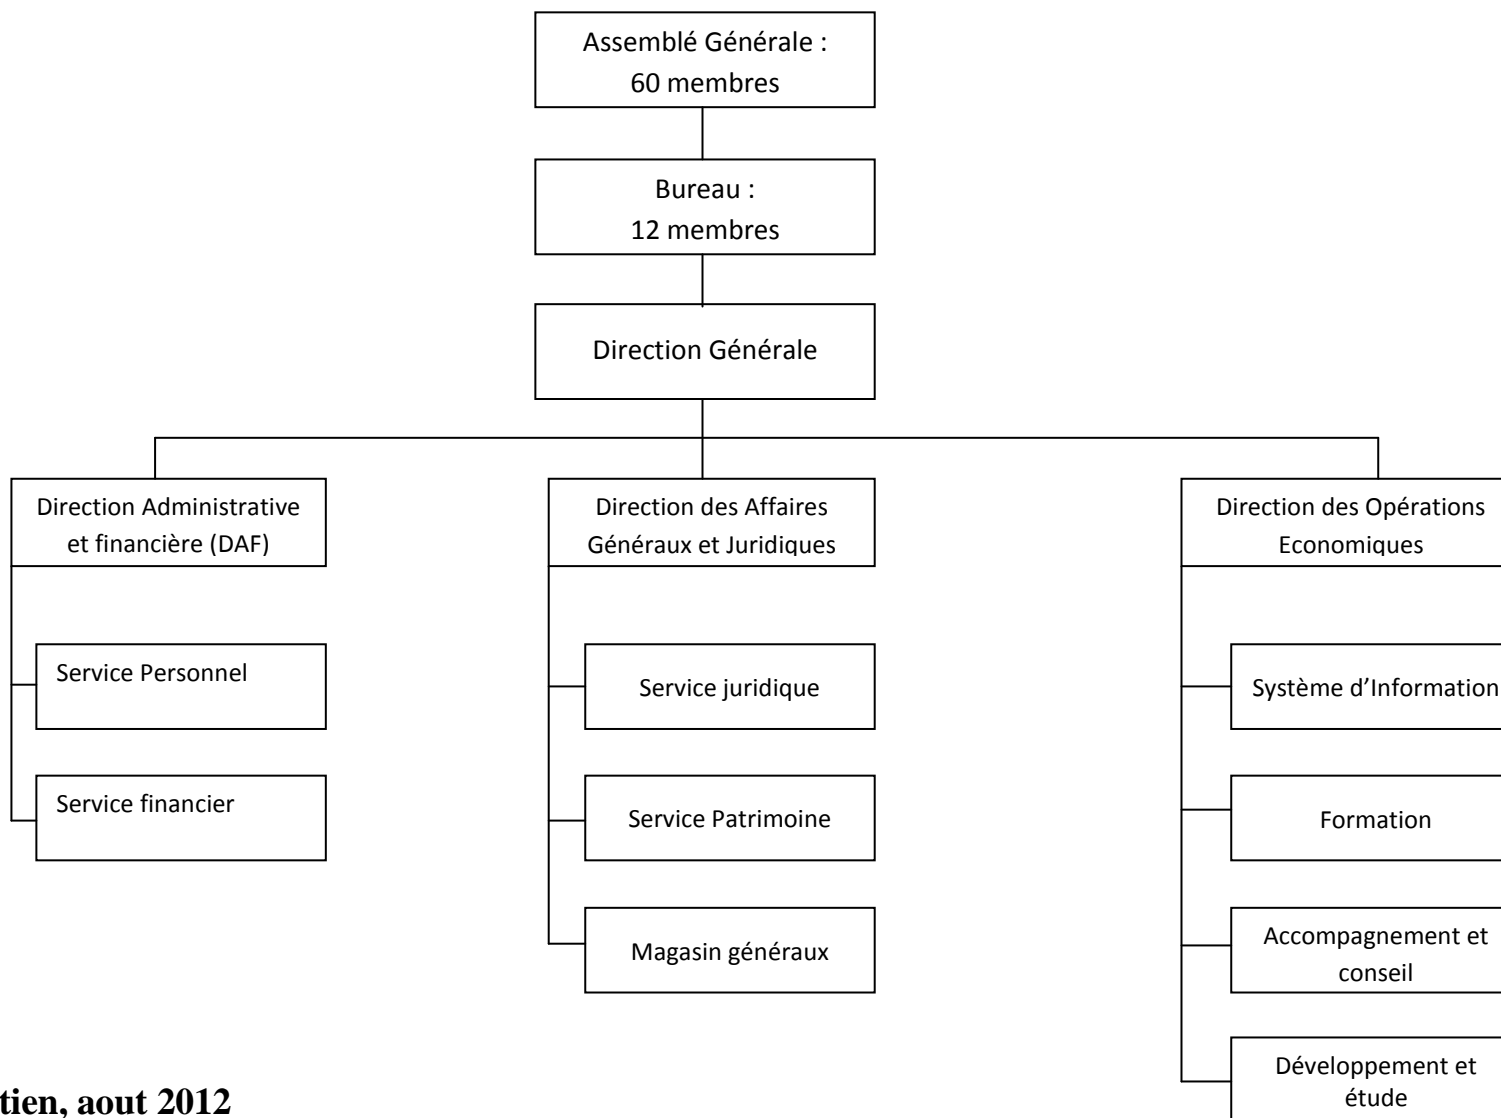 Assemblé Générale :
60 membres
Bureau :
12 membres
Direction Générale
Direction Administrative
et financière (DAF)
Direction des Affaires
Généraux et Juridiques
Direction des Opérations
Economiques
Service Personnel
Service juridique
Système d’Information
Service financier
Service Patrimoine
Formation
Magasin généraux
Accompagnement et
conseil
Développement et
étude
tien, aout 2012